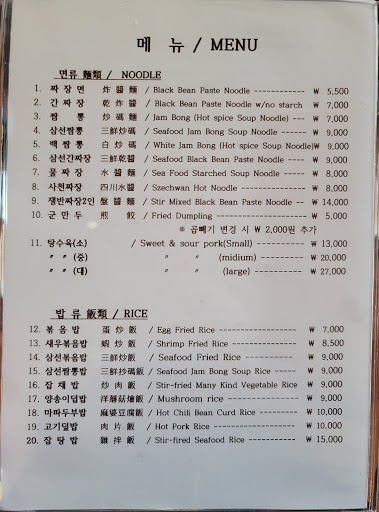 메 뉴 / MENU
면류 麵類 / NOODLE
1. 짜 장 면 炸 醬 麵 / Black Bean Paste Noodle ------------ ₩ 5,500
2. 간 짜 장 乾 炸 醬 / Black Bean Paste Noodle w/no starch ₩ 7,000
3. 짬 뽕 炒 碼 麵 / Jam Bong (Hot spice Soup Noodle) --- ₩ 7,000
4. 삼선짬뽕 三鮮炒碼 / Seafood Jam Bong Soup Noodle ------ ₩ 9,000
5. 백 짬 뽕 白 炒 碼 / White Jam Bong (Hot spice Soup Noodle)₩ 9,000
6. 삼선간짜장 三鮮乾醬 / Seafood Black Bean Paste Noodle ---- ₩ 9,000
7. 물 짜 장 水 醬 麵 / Sea Food Starched Soup Noodle ------ ₩ 8,000
8. 사천짜장 四川水醬 / Szechwan Hot Noodle --------------- ₩ 8,000
9. 쟁반짜장2인 盤 醬 麵 / Stir Mixed Black Bean Paste Noodle -- ₩ 14,000
10. 군 만 두 煎 餃 / Fried Dumpling -------------------- ₩ 5,000
※ 곱빼기 변경 시 ₩ 2,000원 추가
11. 탕수육(소) / Sweet & sour pork(Small) ----------- ₩ 13,000
〃 〃 (중) 〃 〃 (midium) -------- ₩ 20,000
〃 〃 (대) 〃 〃 (large) ---------- ₩ 27,000
밥 류 飯類 / RICE
12. 볶 음 밥 蛋 炒 飯 / Egg Fried Rice ------------------- ₩ 7,000
13. 새우볶음밥 蝦 炒 飯 / Shrimp Fried Rice ---------------- ₩ 8,500
14. 삼선볶음밥 三鮮炒飯 / Seafood Fried Rice ---------- ₩ 9,000
15. 삼선짬뽕밥 三鮮抄碼飯/ Seafood Jam Bong Soup Rice ----- ₩ 9,000
16. 잡 채 밥 炒 肉 飯 / Stir-fried Many Kind Vegetable Rice ₩ 9,000
17. 양송이덮밥 洋蘑菇燴飯/ Mushroom rice --------------- ₩ 9,000
18. 마파두부밥 麻婆豆腐飯/ Hot Chili Bean Curd Rice --------- ₩ 10,000
19. 고기덮밥 肉 片 飯 / Hot Pork Rice ------------------- ₩ 10,000
20. 잡 탕 밥 雜 拌 飯 / Stir-fired Seafood Rice ----------- ₩ 15,000